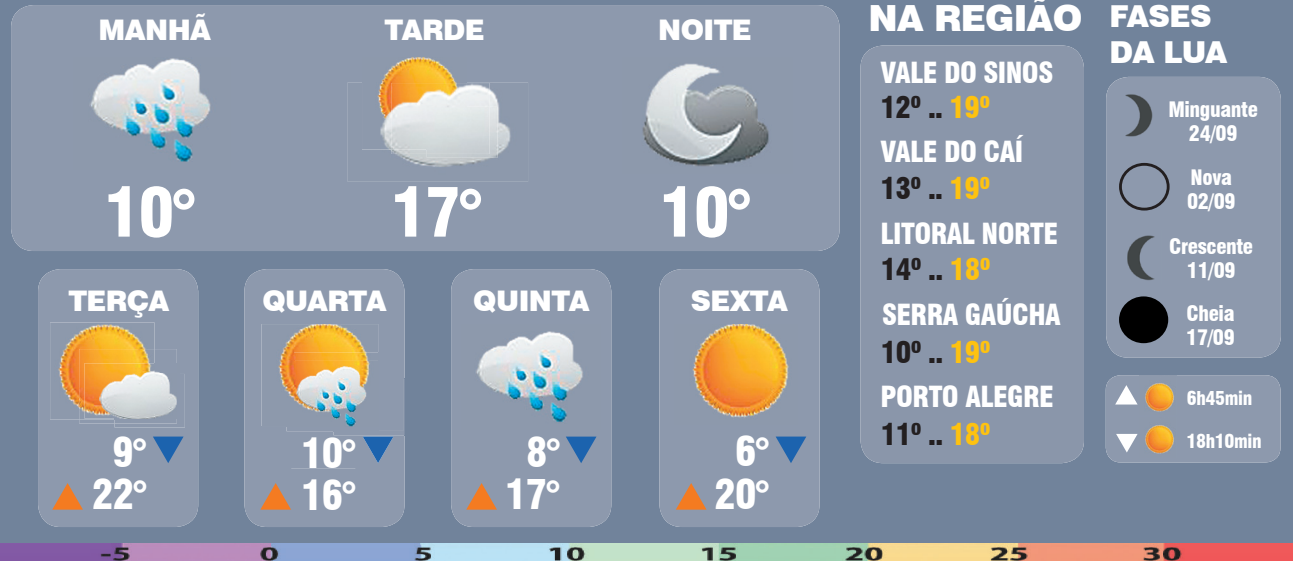 MANHÃ
10°
TARDE
17°
NOITE
10°
TERÇA
9°
22°
QUARTA
10°
16°
QUINTA
8°
17°
SEXTA
6°
20°
NA REGIÃO
VALE DO SINOS
12º .. 19º
VALE DO CAÍ
13º .. 19º
LITORAL NORTE
14º .. 18º
SERRA GAÚCHA
10º .. 19º
PORTO ALEGRE
11º .. 18º
FASES
DA LUA
Minguante
24/09
Nova
02/09
Crescente
11/09
Cheia
17/09
6h45min
18h10min
-5 0 5 10 15 20 25 30